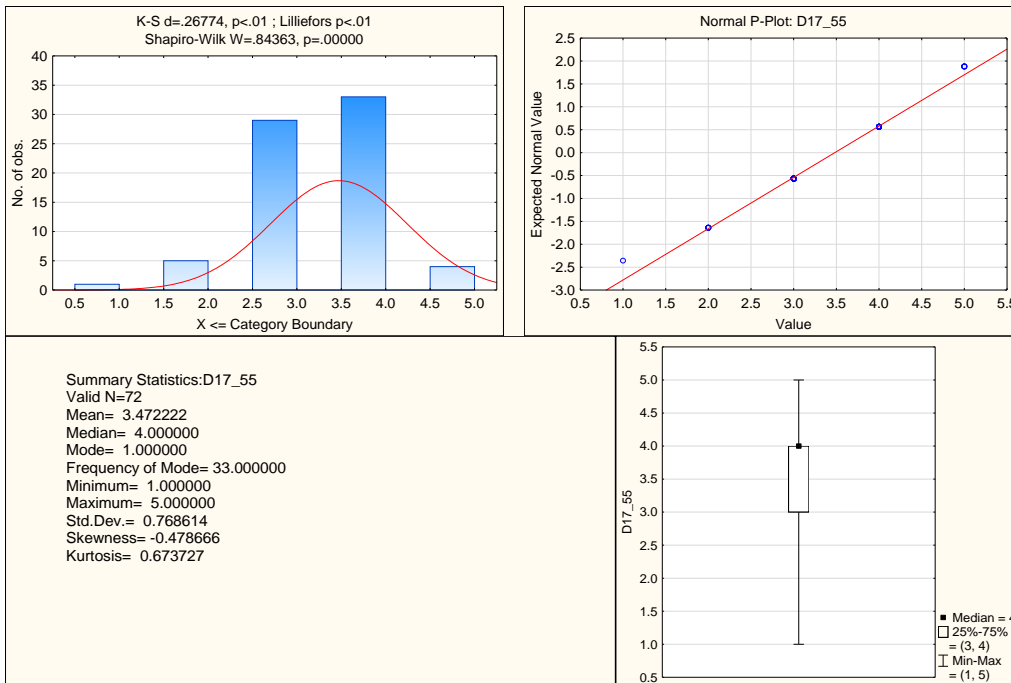 K-S d=.26774, p<.01 ; Lilliefors p<.01
Shapiro-Wilk W=.84363, p=.00000
40
35
30
25
20
15
10
5
0
No. of obs.
0.5 1.0 1.5 2.0 2.5 3.0 3.5 4.0 4.5 5.0
X <= Category Boundary
Normal P-Plot: D17_55
2.5
2.0
1.5
1.0
0.5
0.0
-0.5
-1.0
-1.5
-2.0
-2.5
-3.0
Expected Normal Value
0.5 1.0 1.5 2.0 2.5 3.0 3.5 4.0 4.5 5.0 5.5
Value
Summary Statistics:D17_55
Valid N=72
Mean= 3.472222
Median= 4.000000
Mode= 1.000000
Frequency of Mode= 33.000000
Minimum= 1.000000
Maximum= 5.000000
Std.Dev.= 0.768614
Skewness= -0.478666
Kurtosis= 0.673727
5.5
5.0
4.5
4.0
3.5
3.0
2.5
2.0
1.5
1.0
0.5
D17_55
Median = 4
25%-75%
= (3, 4)
Min-Max
= (1, 5)